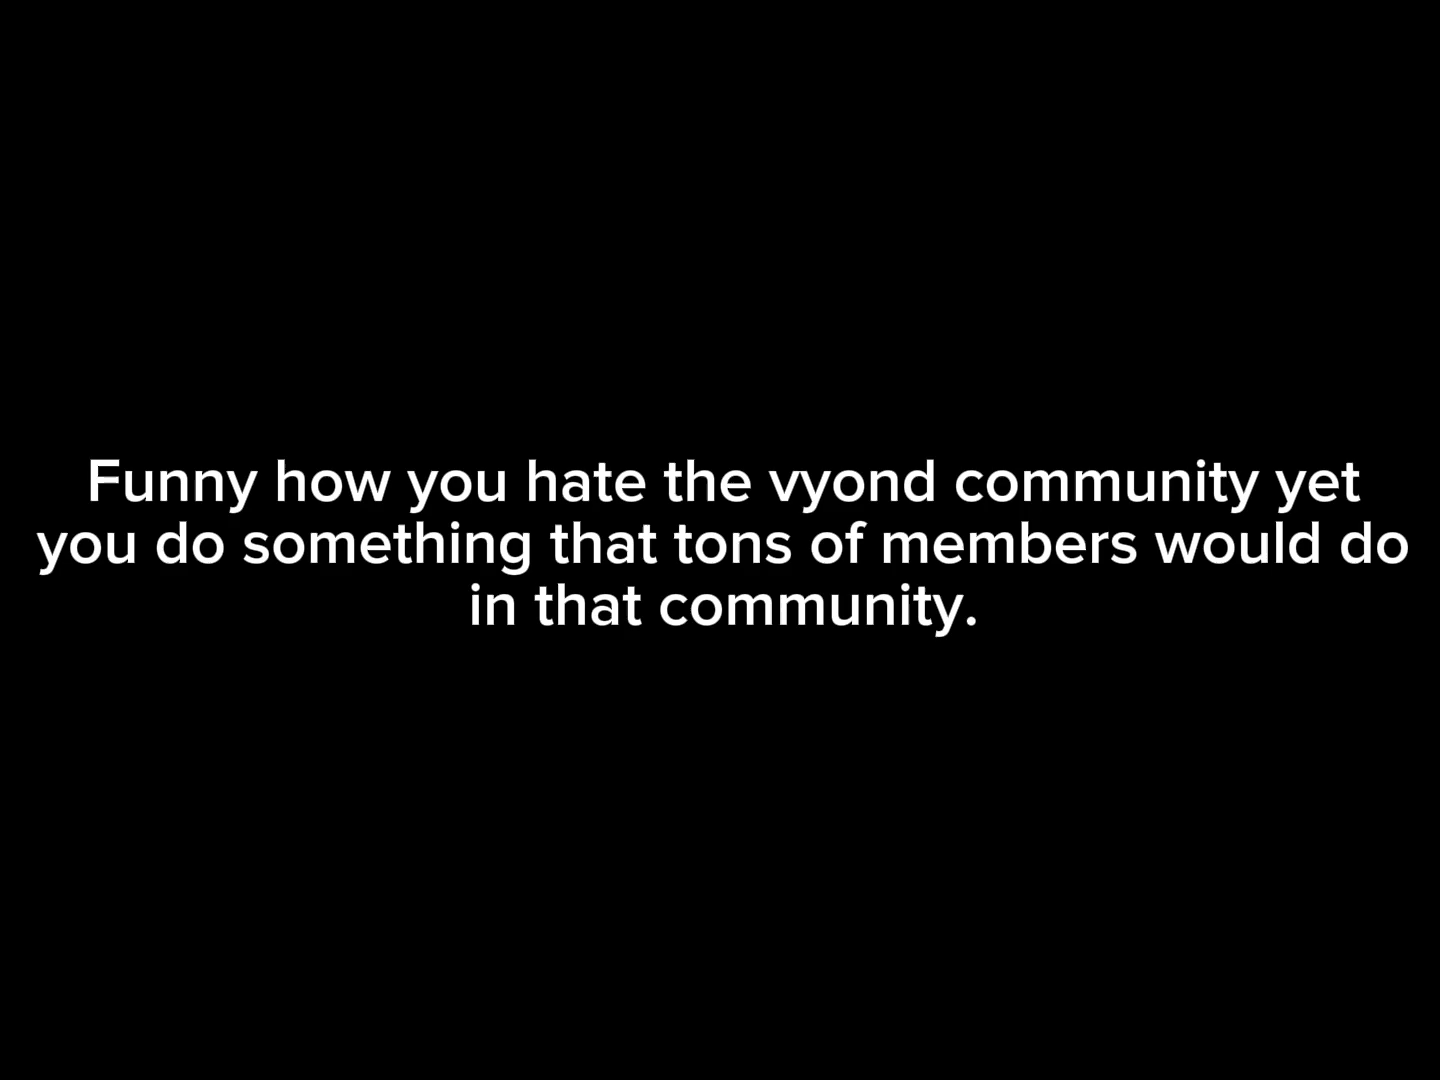 Funny how you hate the vyond community yet
you do something that tons of members would do
in that community.